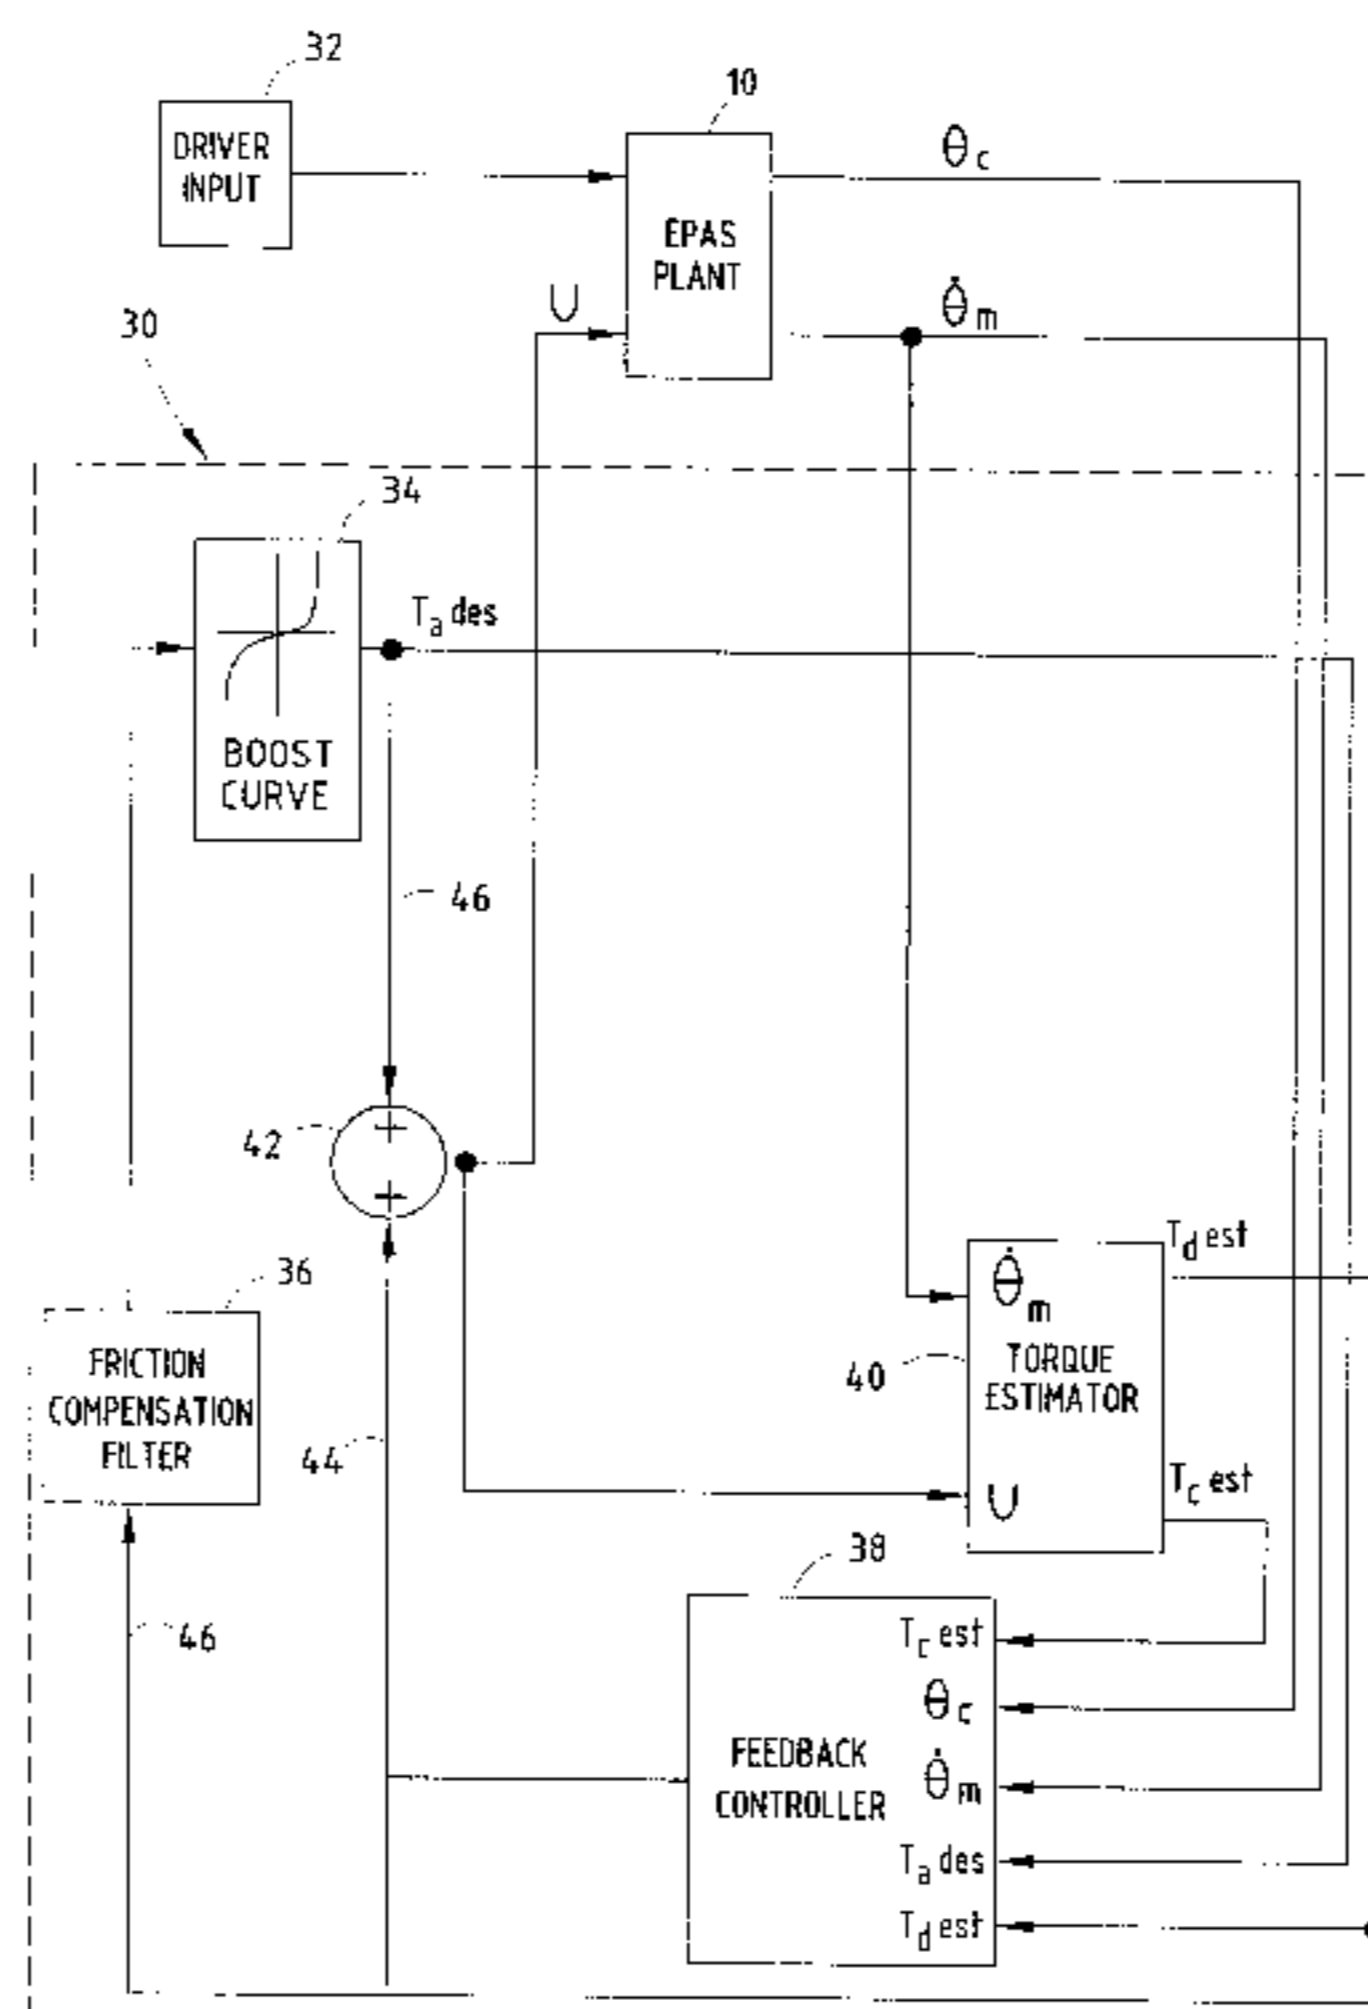 32
DRIVER
INPUT
10
EPAS
PLANT
θc
U
θ̇m
30
34
Ta des
BOOST
CURVE
46
42
+
+
36
FRICTION
COMPENSATION
FILTER
44
46
θ̇m
40
TORQUE
ESTIMATOR
U
Td est
Tc est
38
FEEDBACK
CONTROLLER
Tc est
θc
θ̇m
Ta des
Td est